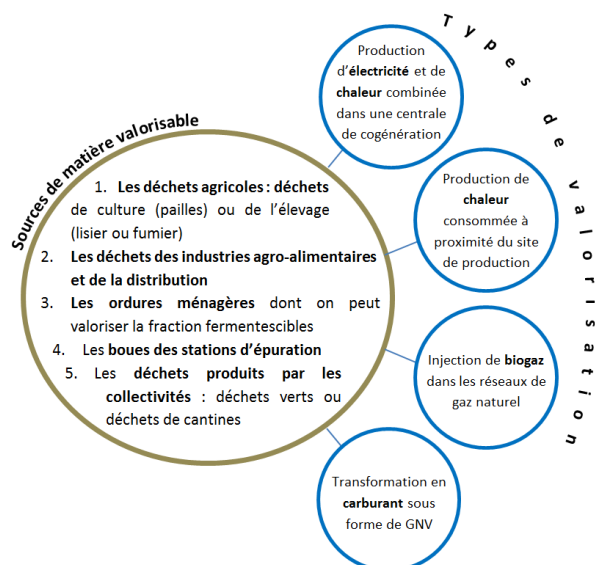 Sources de matière valorisable
1. Les déchets agricoles : déchets
de culture (pailles) ou de l'élevage
(lisier ou fumier)
2. Les déchets des industries agro-alimentaires
et de la distribution
3. Les ordures ménagères dont on peut
valoriser la fraction fermentescibles
4. Les boues des stations d'épuration
5. Les déchets produits par les
collectivités : déchets verts ou
déchets de cantines
Types de valorisation
Production
d'électricité et de
chaleur combinée
dans une centrale
de cogénération
Production de
chaleur
consommée à
proximité du site
de production
Injection de biogaz
dans les réseaux de
gaz naturel
Transformation en
carburant sous
forme de GNV